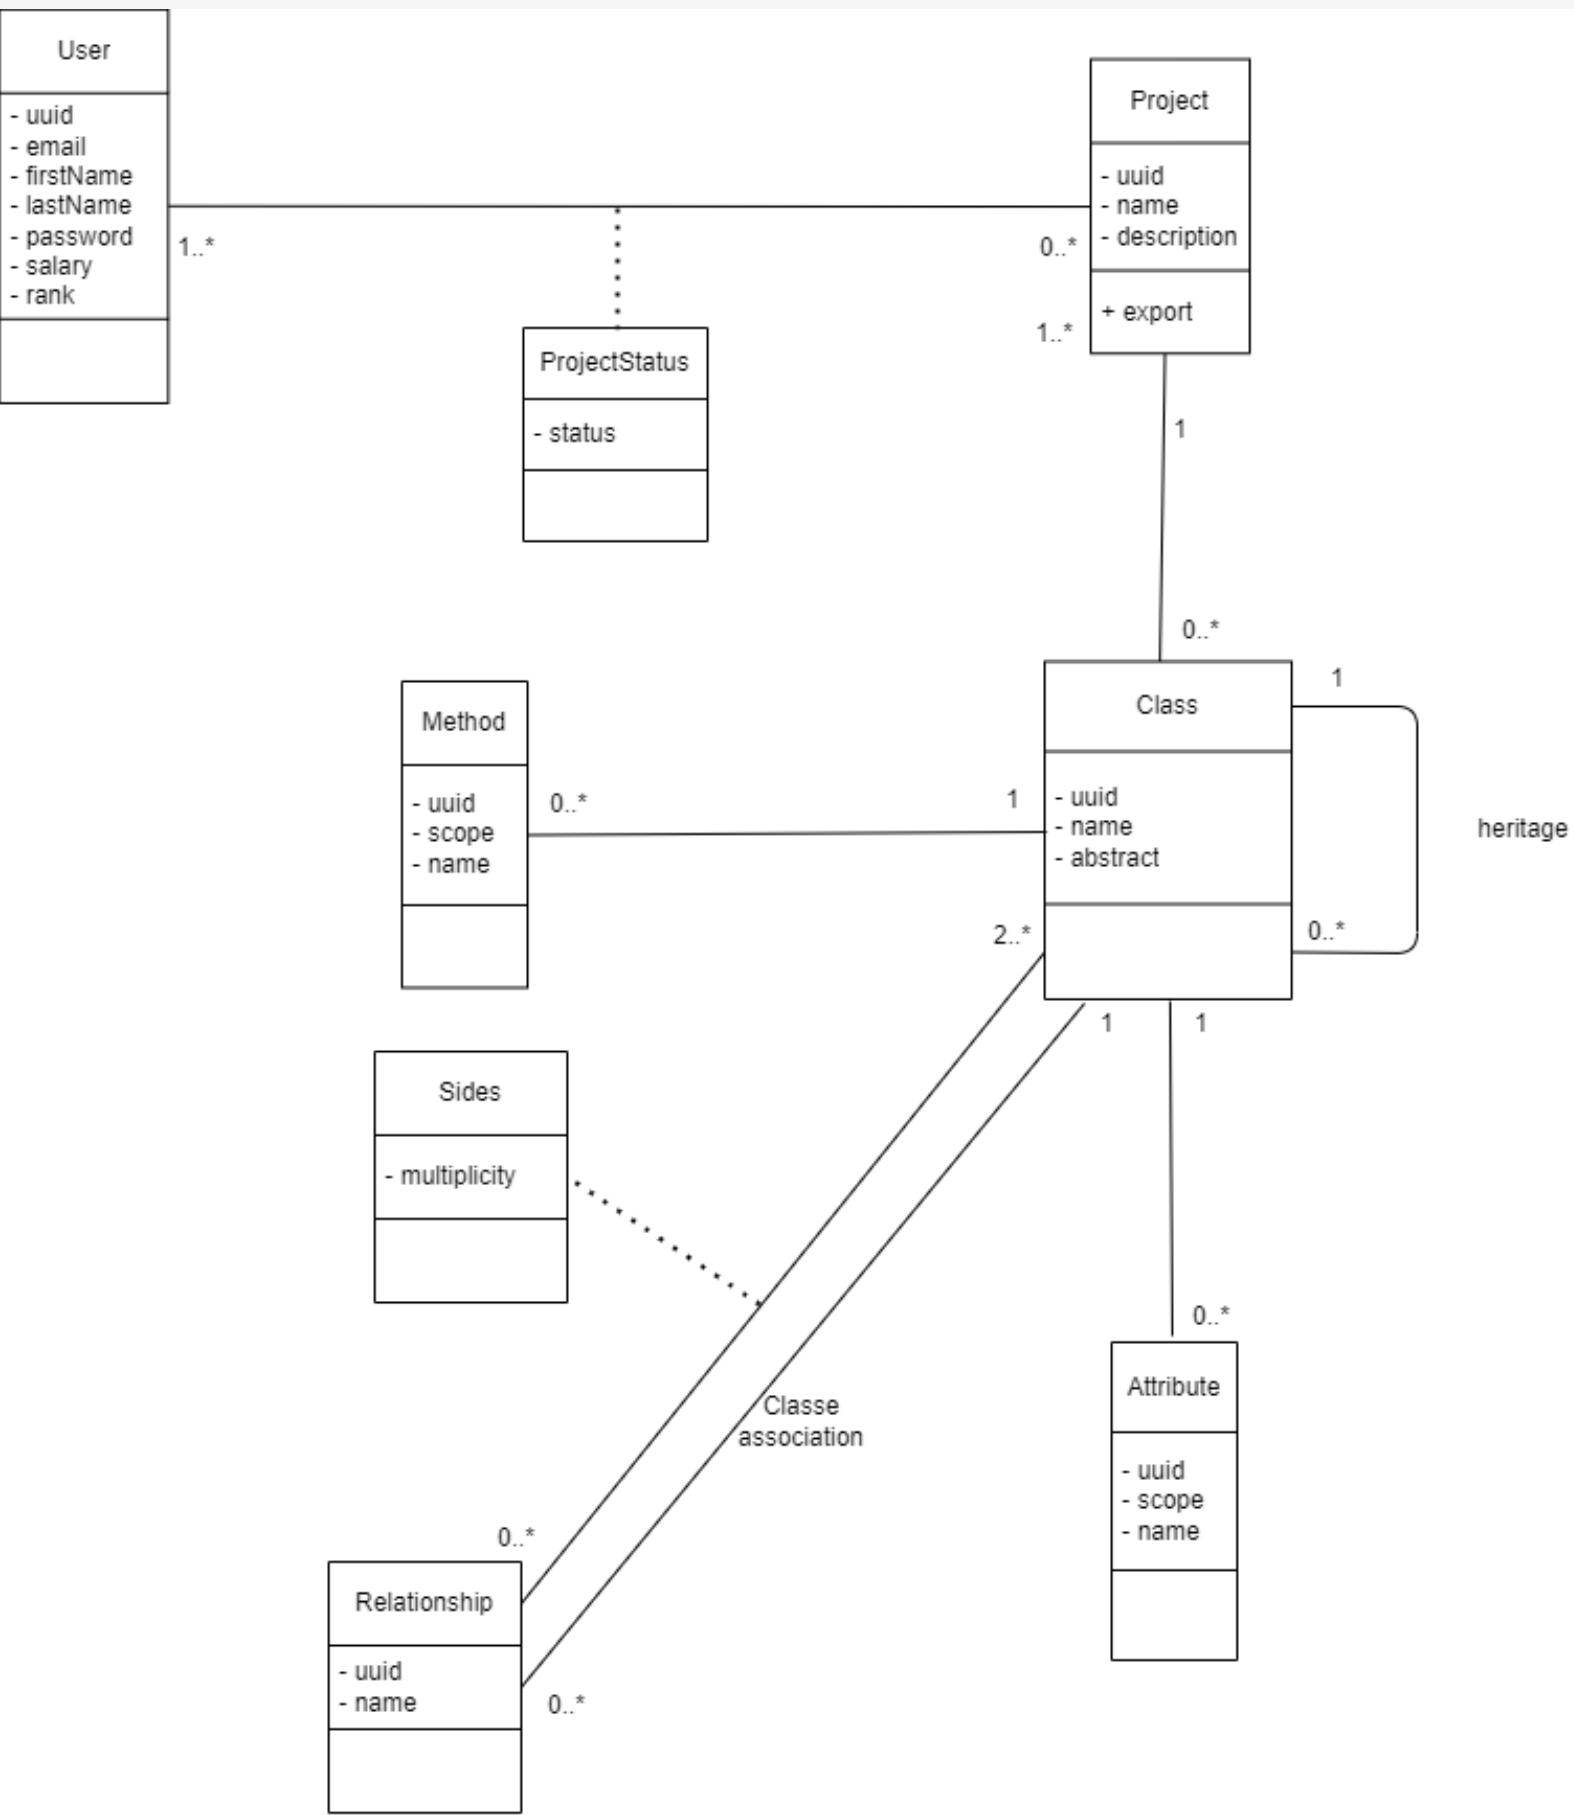 User
- uuid
- email
- firstName
- lastName
- password
- salary
- rank
1..*
0..*
Project
- uuid
- name
- description
+ export
1..*
1
ProjectStatus
- status
0..*
Class
- uuid
- name
- abstract
1
heritage
0..*
Method
- uuid
- scope
- name
0..*
1
2..*
1
1
Sides
- multiplicity
Classe
association
0..*
Attribute
- uuid
- scope
- name
0..*
Relationship
- uuid
- name
0..*